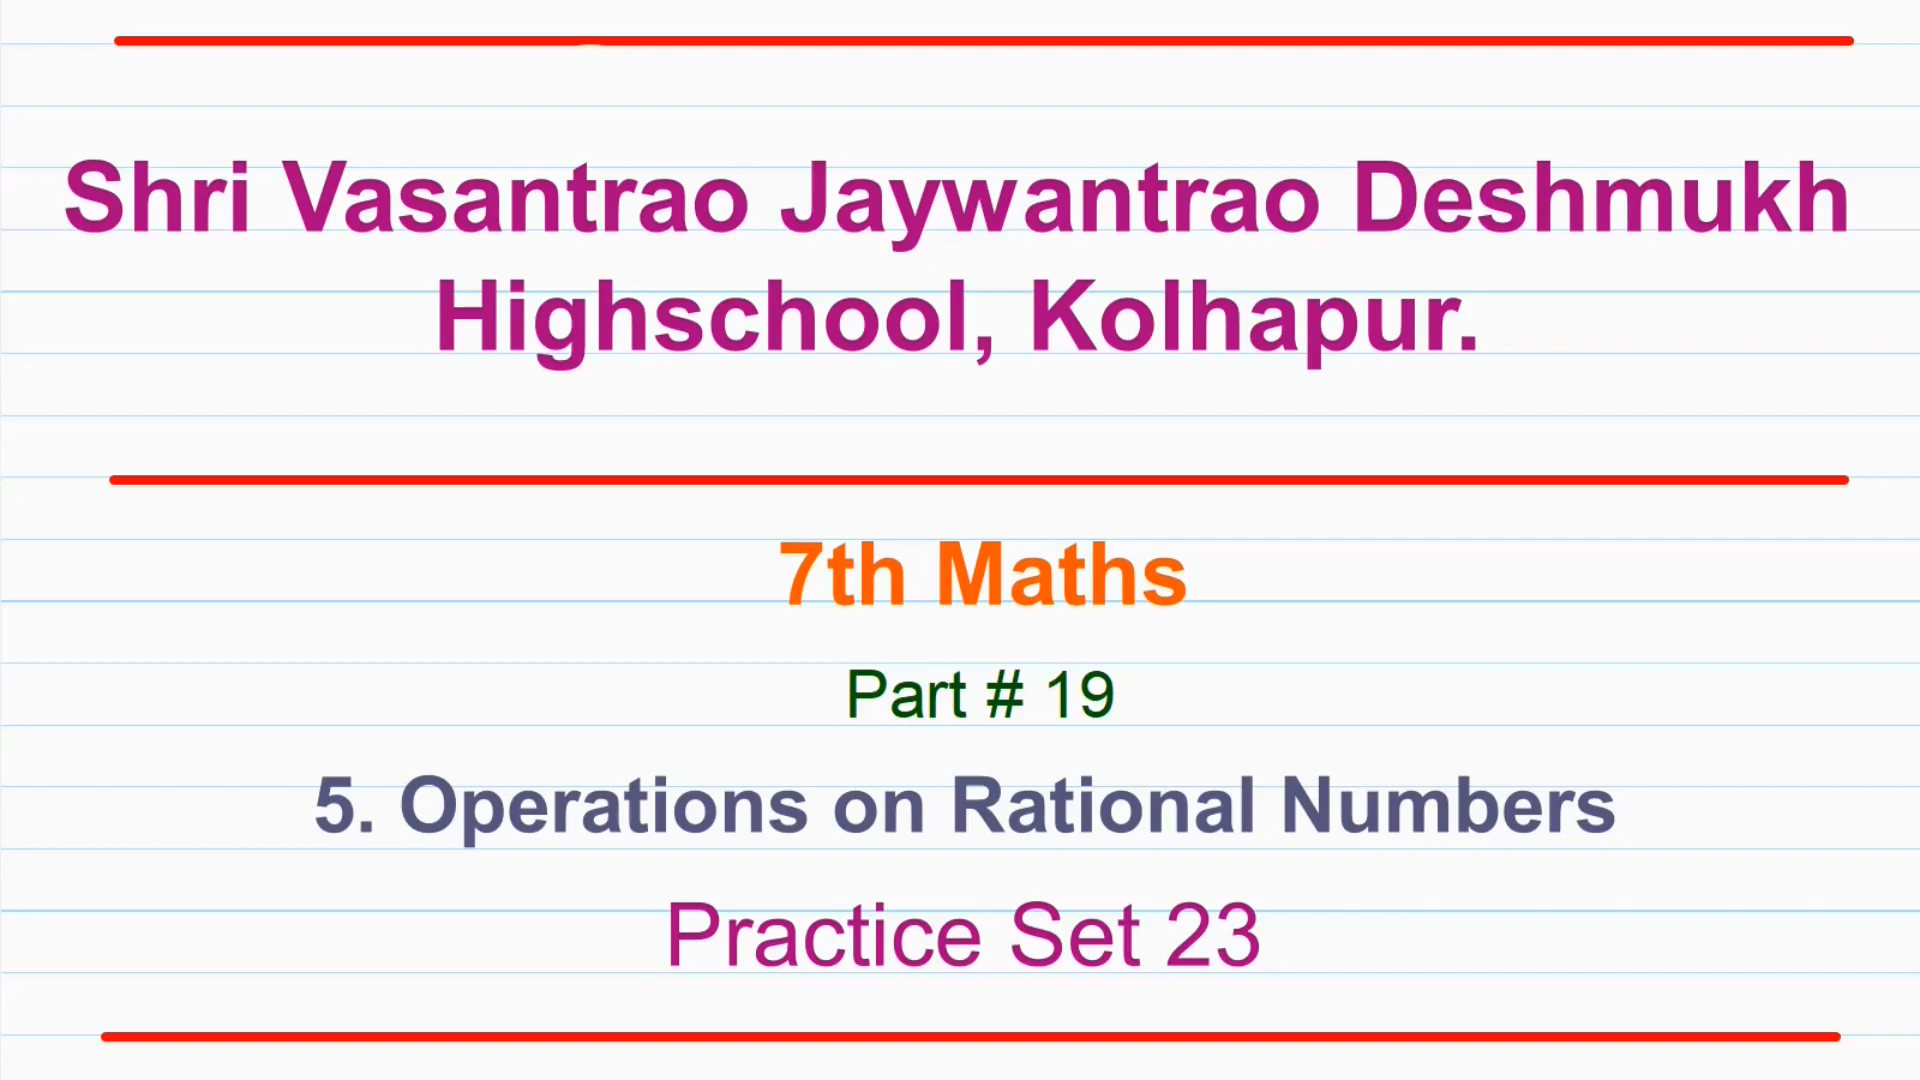 Shri Vasantrao Jaywantrao Deshmukh
Highschool, Kolhapur.
7th Maths
Part # 19
5. Operations on Rational Numbers
Practice Set 23